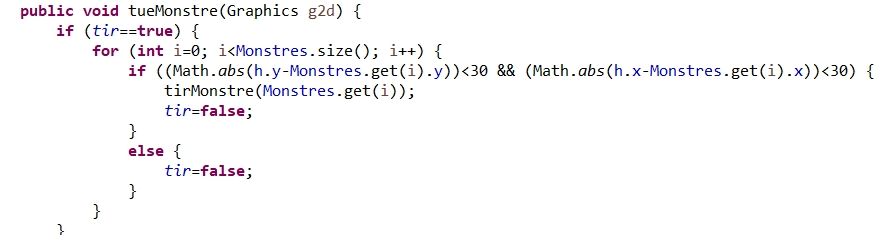 public void tueMonstre(Graphics g2d) {
if (tir==true) {
for (int i=0; i<Monstres.size(); i++) {
if ((Math.abs(h.y-Monstres.get(i).y))<30 && (Math.abs(h.x-Monstres.get(i).x))<30) {
tirMonstre(Monstres.get(i));
tir=false;
}
else {
tir=false;
}
}
}